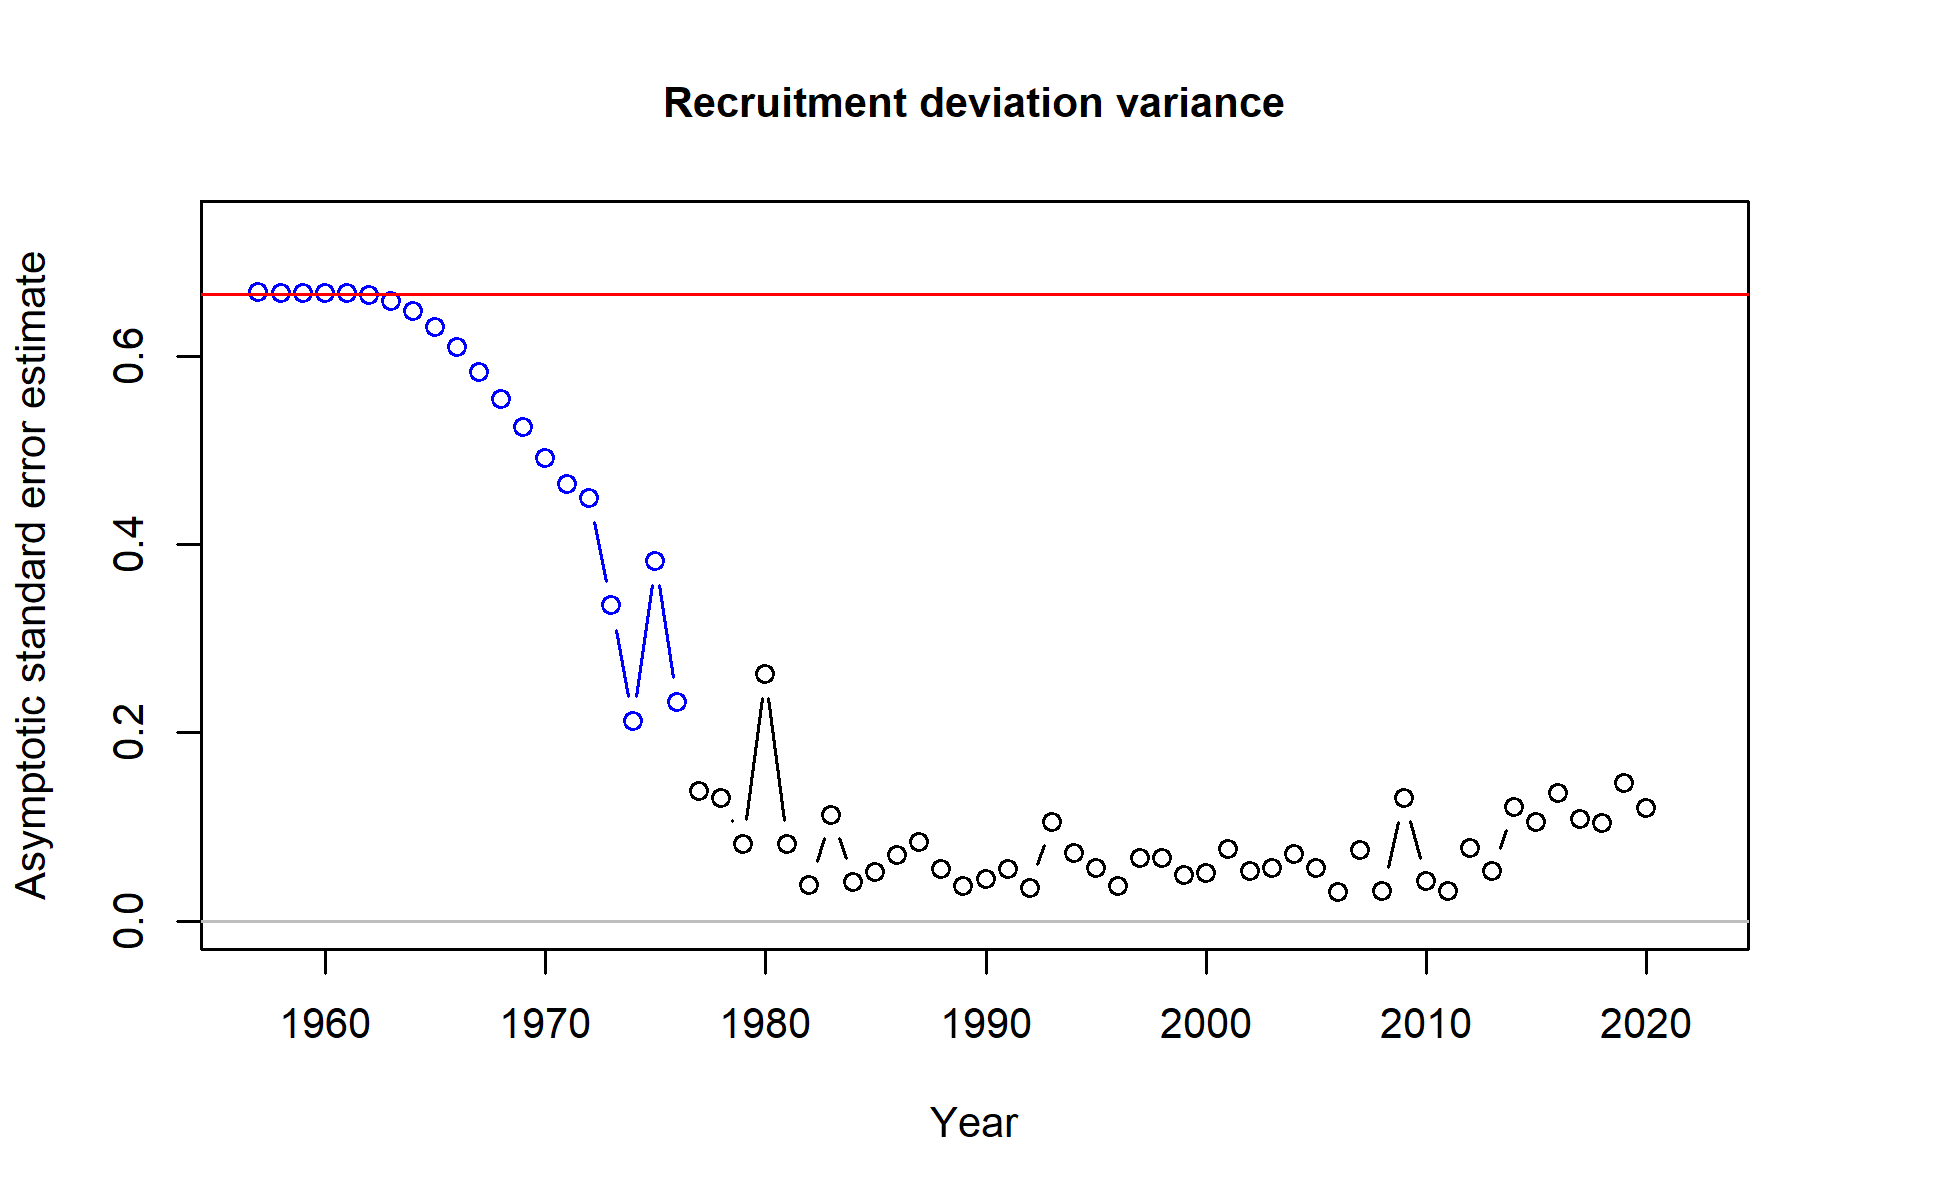 Recruitment deviation variance
Asymptotic standard error estimate
0.6
0.4
0.2
0.0
1960 1970 1980 1990 2000 2010 2020
Year